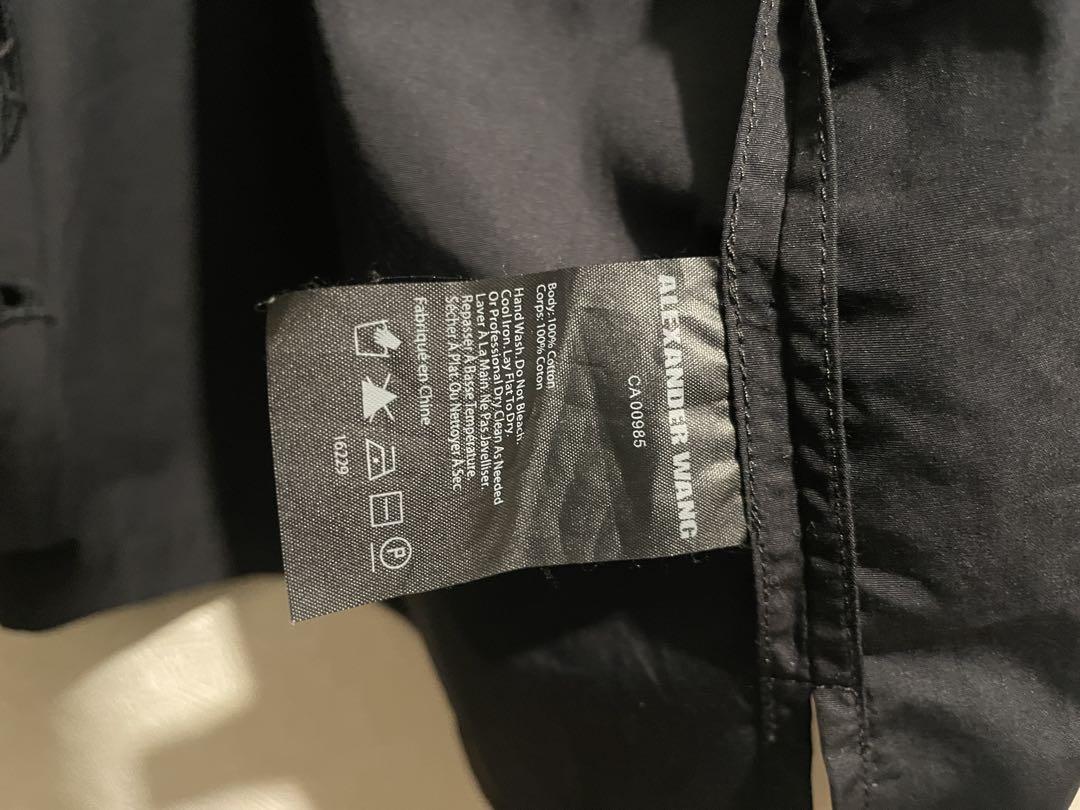 ALEXANDER WANG
CA 00985
Body: 100% Cotton
Corps: 100% Coton
Hand Wash. Do Not Bleach.
Cool Iron. Lay Flat To Dry.
Or Professional Dry Clean As Needed
Laver À La Main. Ne Pas Javelliser.
Repasser À Basse Température.
Sécher À Plat. Ou Nettoyer À Sec.
Fabriqué en Chine
P
16229